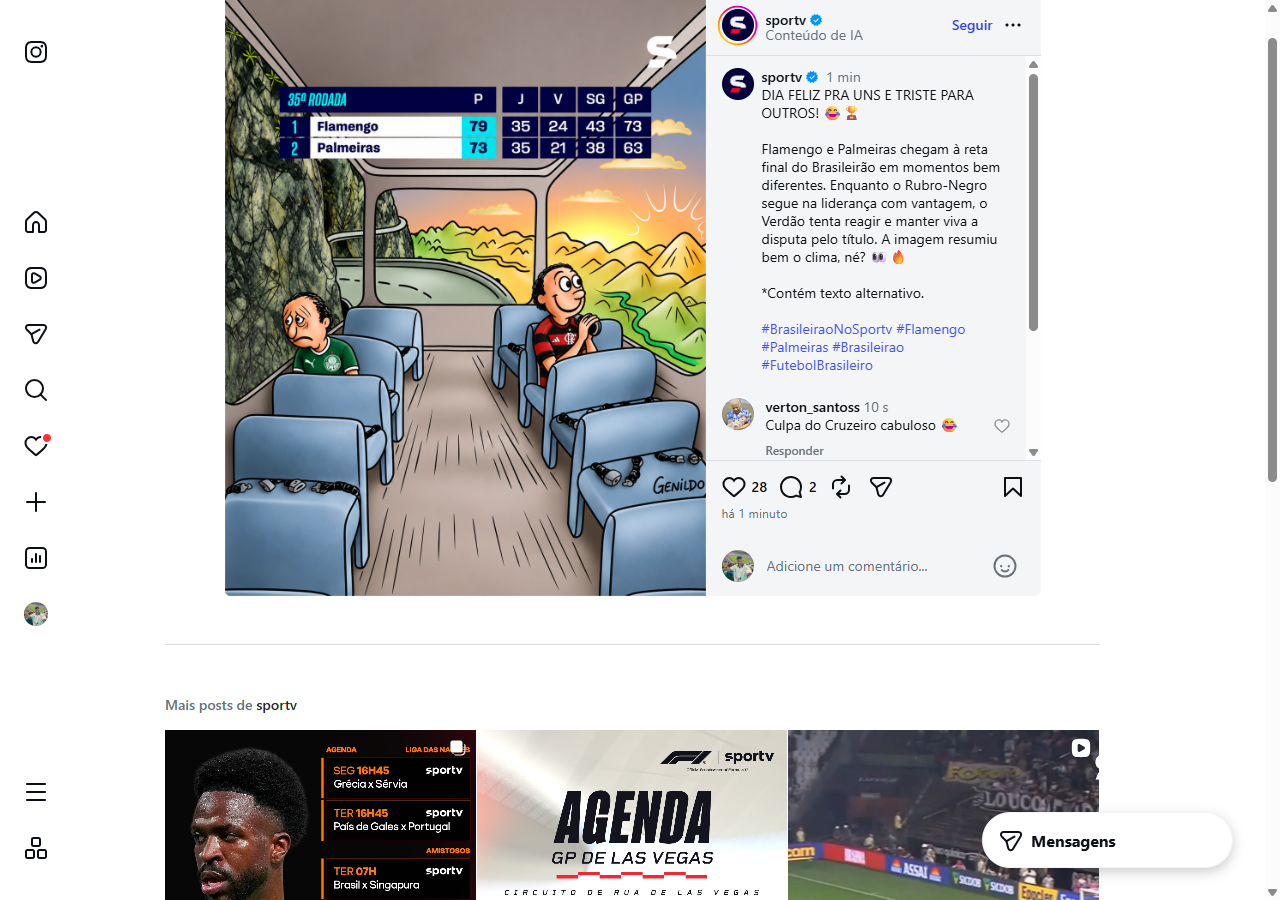 sportv
Conteúdo de IA
Seguir
35ª RODADA P J V SG GP
1 Flamengo 79 35 24 43 73
2 Palmeiras 73 35 21 38 63
GENILDO
sportv 1 min
DIA FELIZ PRA UNS E TRISTE PARA
OUTROS! 😂 🏆
Flamengo e Palmeiras chegam à reta
final do Brasileirão em momentos bem
diferentes. Enquanto o Rubro-Negro
segue na liderança com vantagem, o
Verdão tenta reagir e manter viva a
disputa pelo título. A imagem resumiu
bem o clima, né? 👀 🔥
*Contém texto alternativo.
#BrasileiraoNoSportv #Flamengo
#Palmeiras #Brasileirao
#FutebolBrasileiro
verton_santoss 10 s
Culpa do Cruzeiro cabuloso 😂
Responder
28 2
há 1 minuto
Adicione um comentário...
Mais posts de sportv
AGENDA
SEG 16H45 sportv
Grécia x Sérvia
TER 16H45 sportv
País de Gales x Portugal
AMISTOSOS
TER 07H sportv
Brasil x Singapura
sportv
AGENDA
GP DE LAS VEGAS
CIRCUITO DE RUA DE LAS VEGAS
LOUCO
ASSAÍ
SICOOB
Mensagens